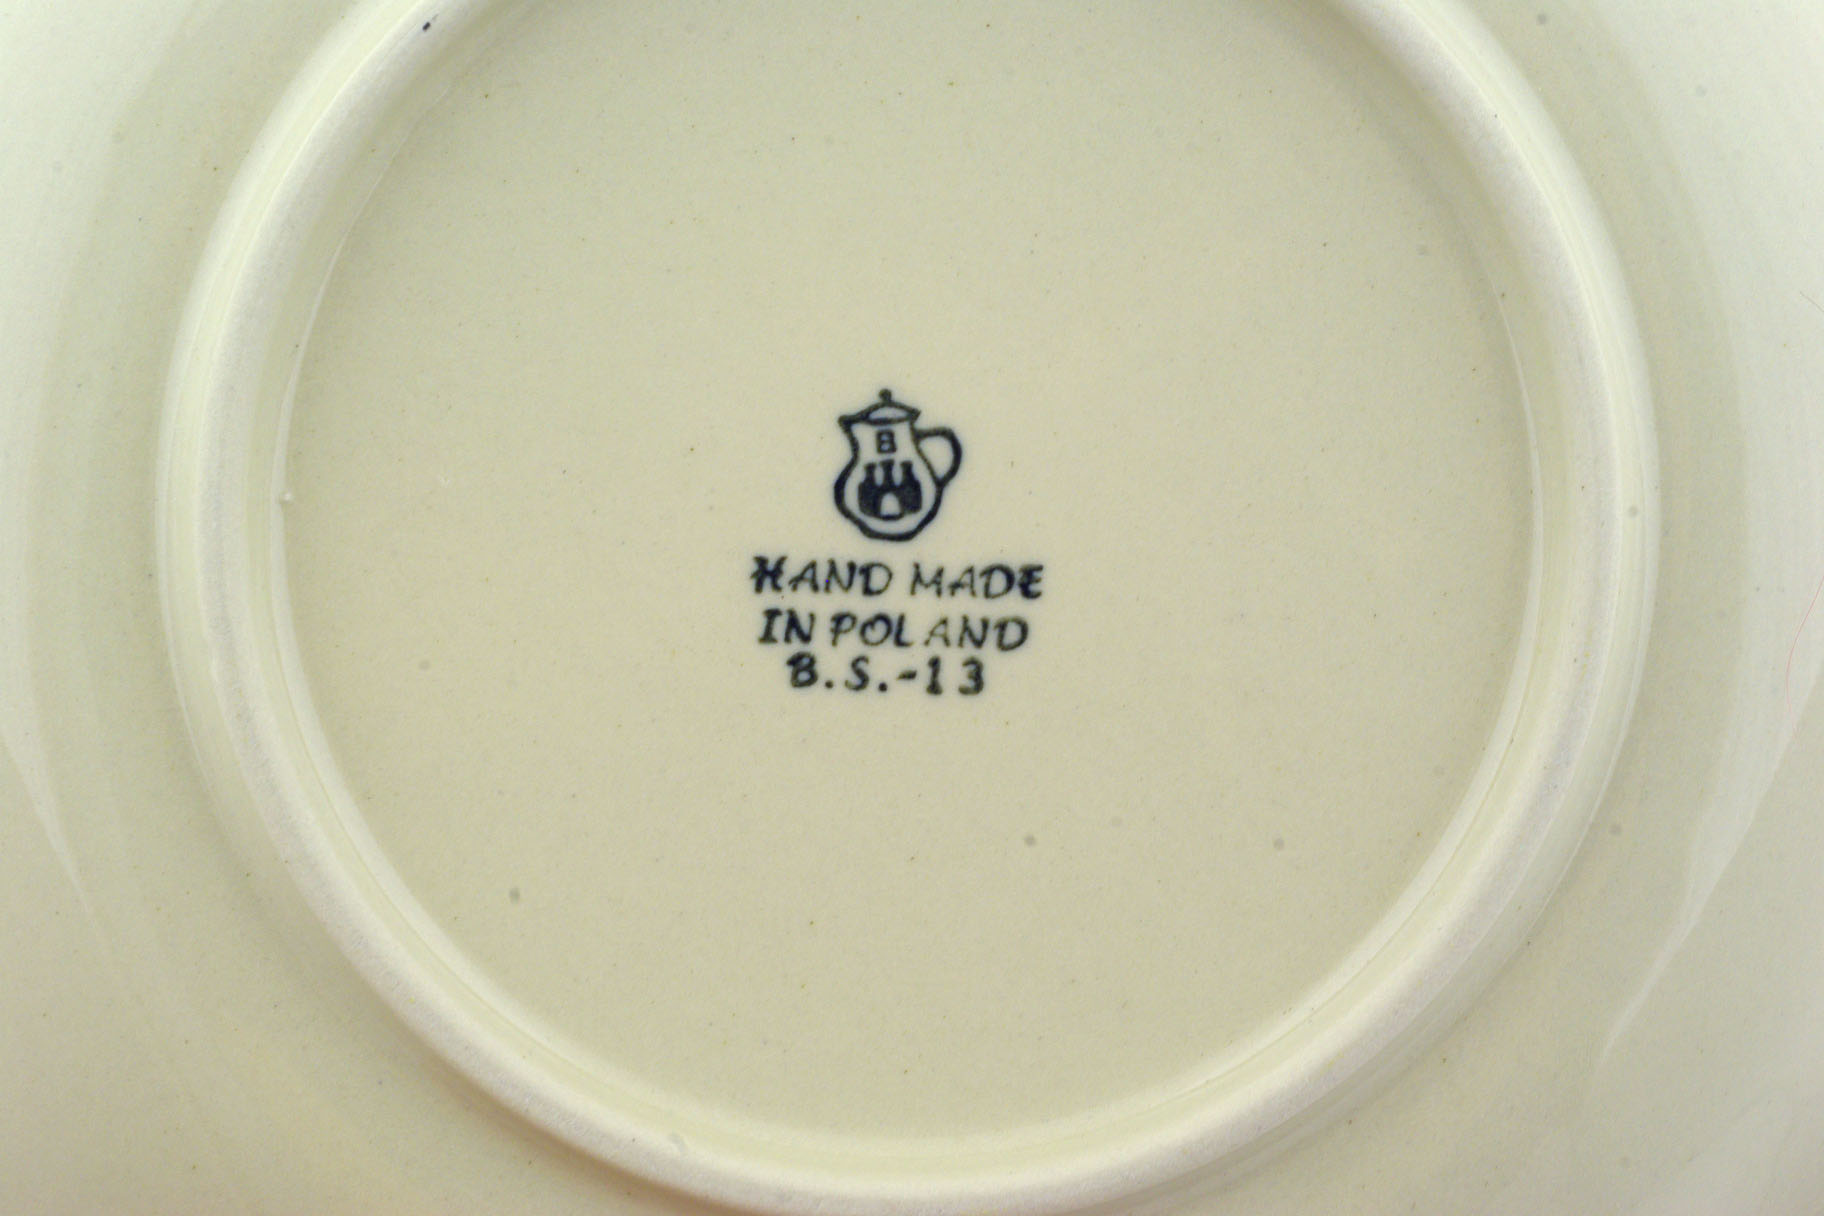 B
HAND MADE
IN POLAND
B.S.-13